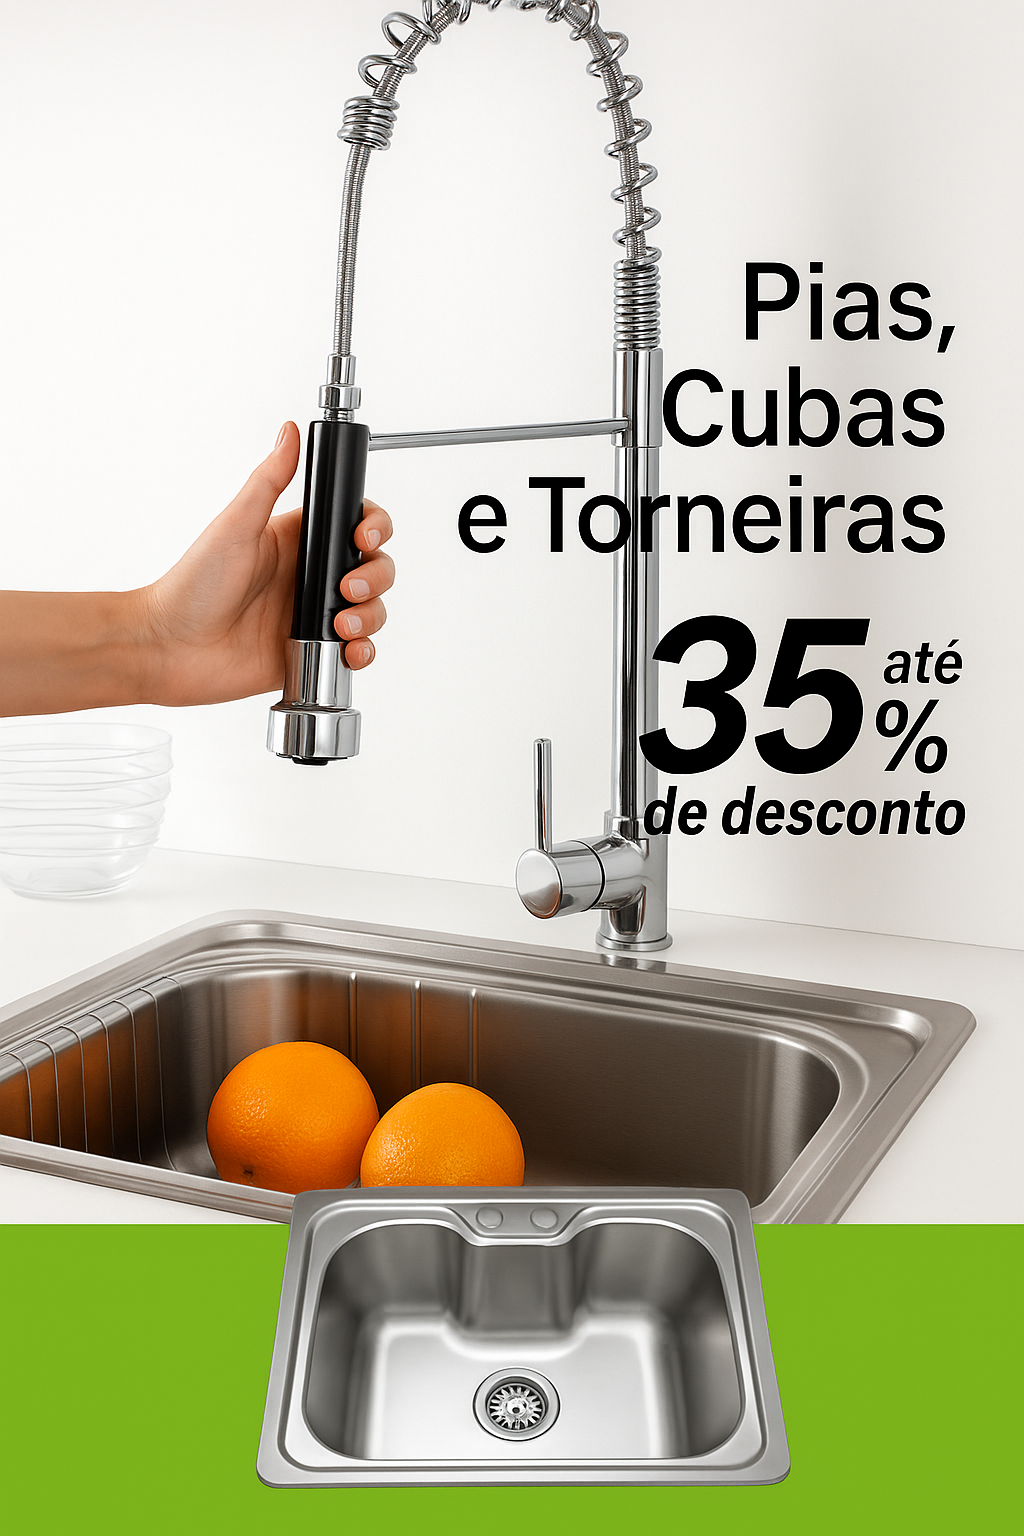 Pias,
Cubas
e Torneiras
35 até
%
de desconto